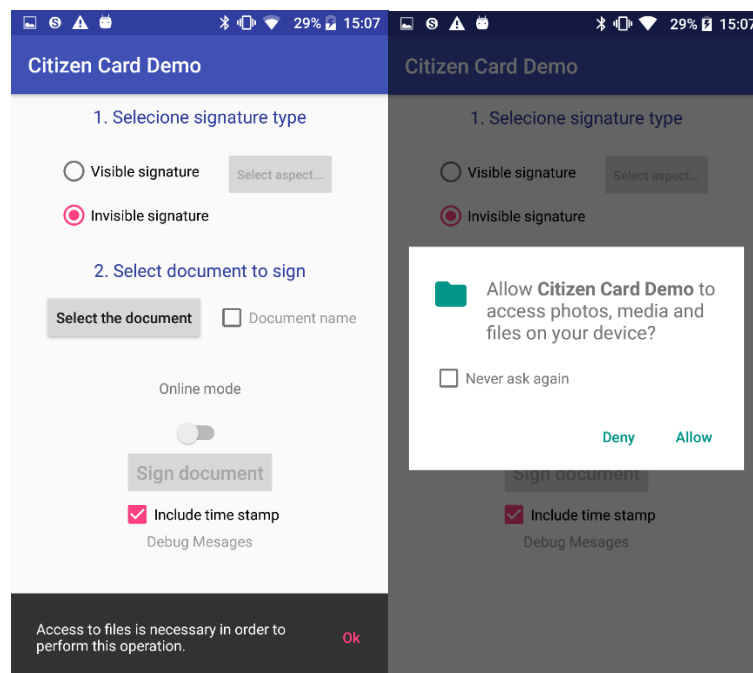 29% 15:07
Citizen Card Demo
1. Selecione signature type
Visible signature Select aspect...
Invisible signature
2. Select document to sign
Select the document Document name
Online mode
Sign document
Include time stamp
Debug Mesages
Access to files is necessary in order to
perform this operation.
Ok
29% 15:07
Citizen Card Demo
1. Selecione signature type
Visible signature Select aspect...
Invisible signature
Allow Citizen Card Demo to
access photos, media and
files on your device?
Never ask again
Deny Allow
Sign document
Include time stamp
Debug Mesages